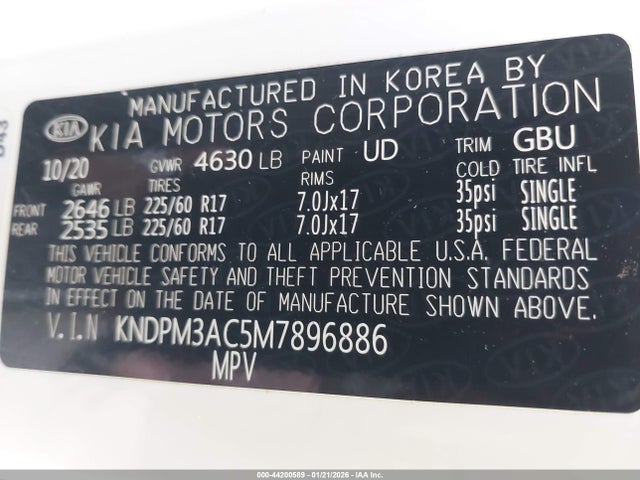 MANUFACTURED IN KOREA BY
KIA KIA MOTORS CORPORATION
10/20 GVWR 4630 LB PAINT UD TRIM GBU
GAWR TIRES RIMS COLD TIRE INFL
FRONT 2646 LB 225/60 R17 7.0Jx17 35psi SINGLE
REAR 2535 LB 225/60 R17 7.0Jx17 35psi SINGLE
THIS VEHICLE CONFORMS TO ALL APPLICABLE U.S.A. FEDERAL
MOTOR VEHICLE SAFETY AND THEFT PREVENTION STANDARDS
IN EFFECT ON THE DATE OF MANUFACTURE SHOWN ABOVE.
V.I.N KNDPM3AC5M7896886
MPV
000-44200589 - 01/21/2026 - IAA Inc.